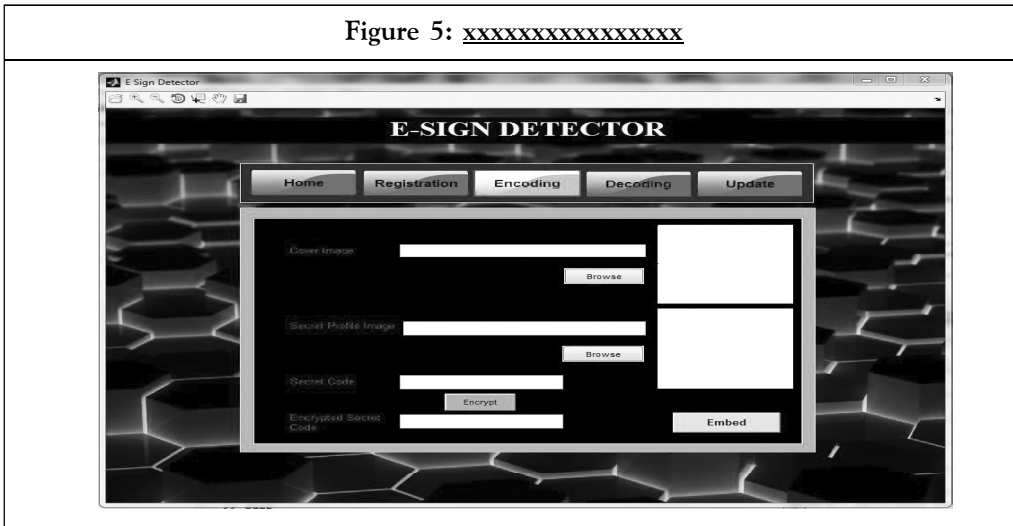 Figure 5: xxxxxxxxxxxxxxxx
E Sign Detector
E-SIGN DETECTOR
Home Registration Encoding Decoding Update
Cover Image
Browse
Secret Profile Image
Browse
Secret Code
Encrypt
Encrypted Secret
Code
Embed